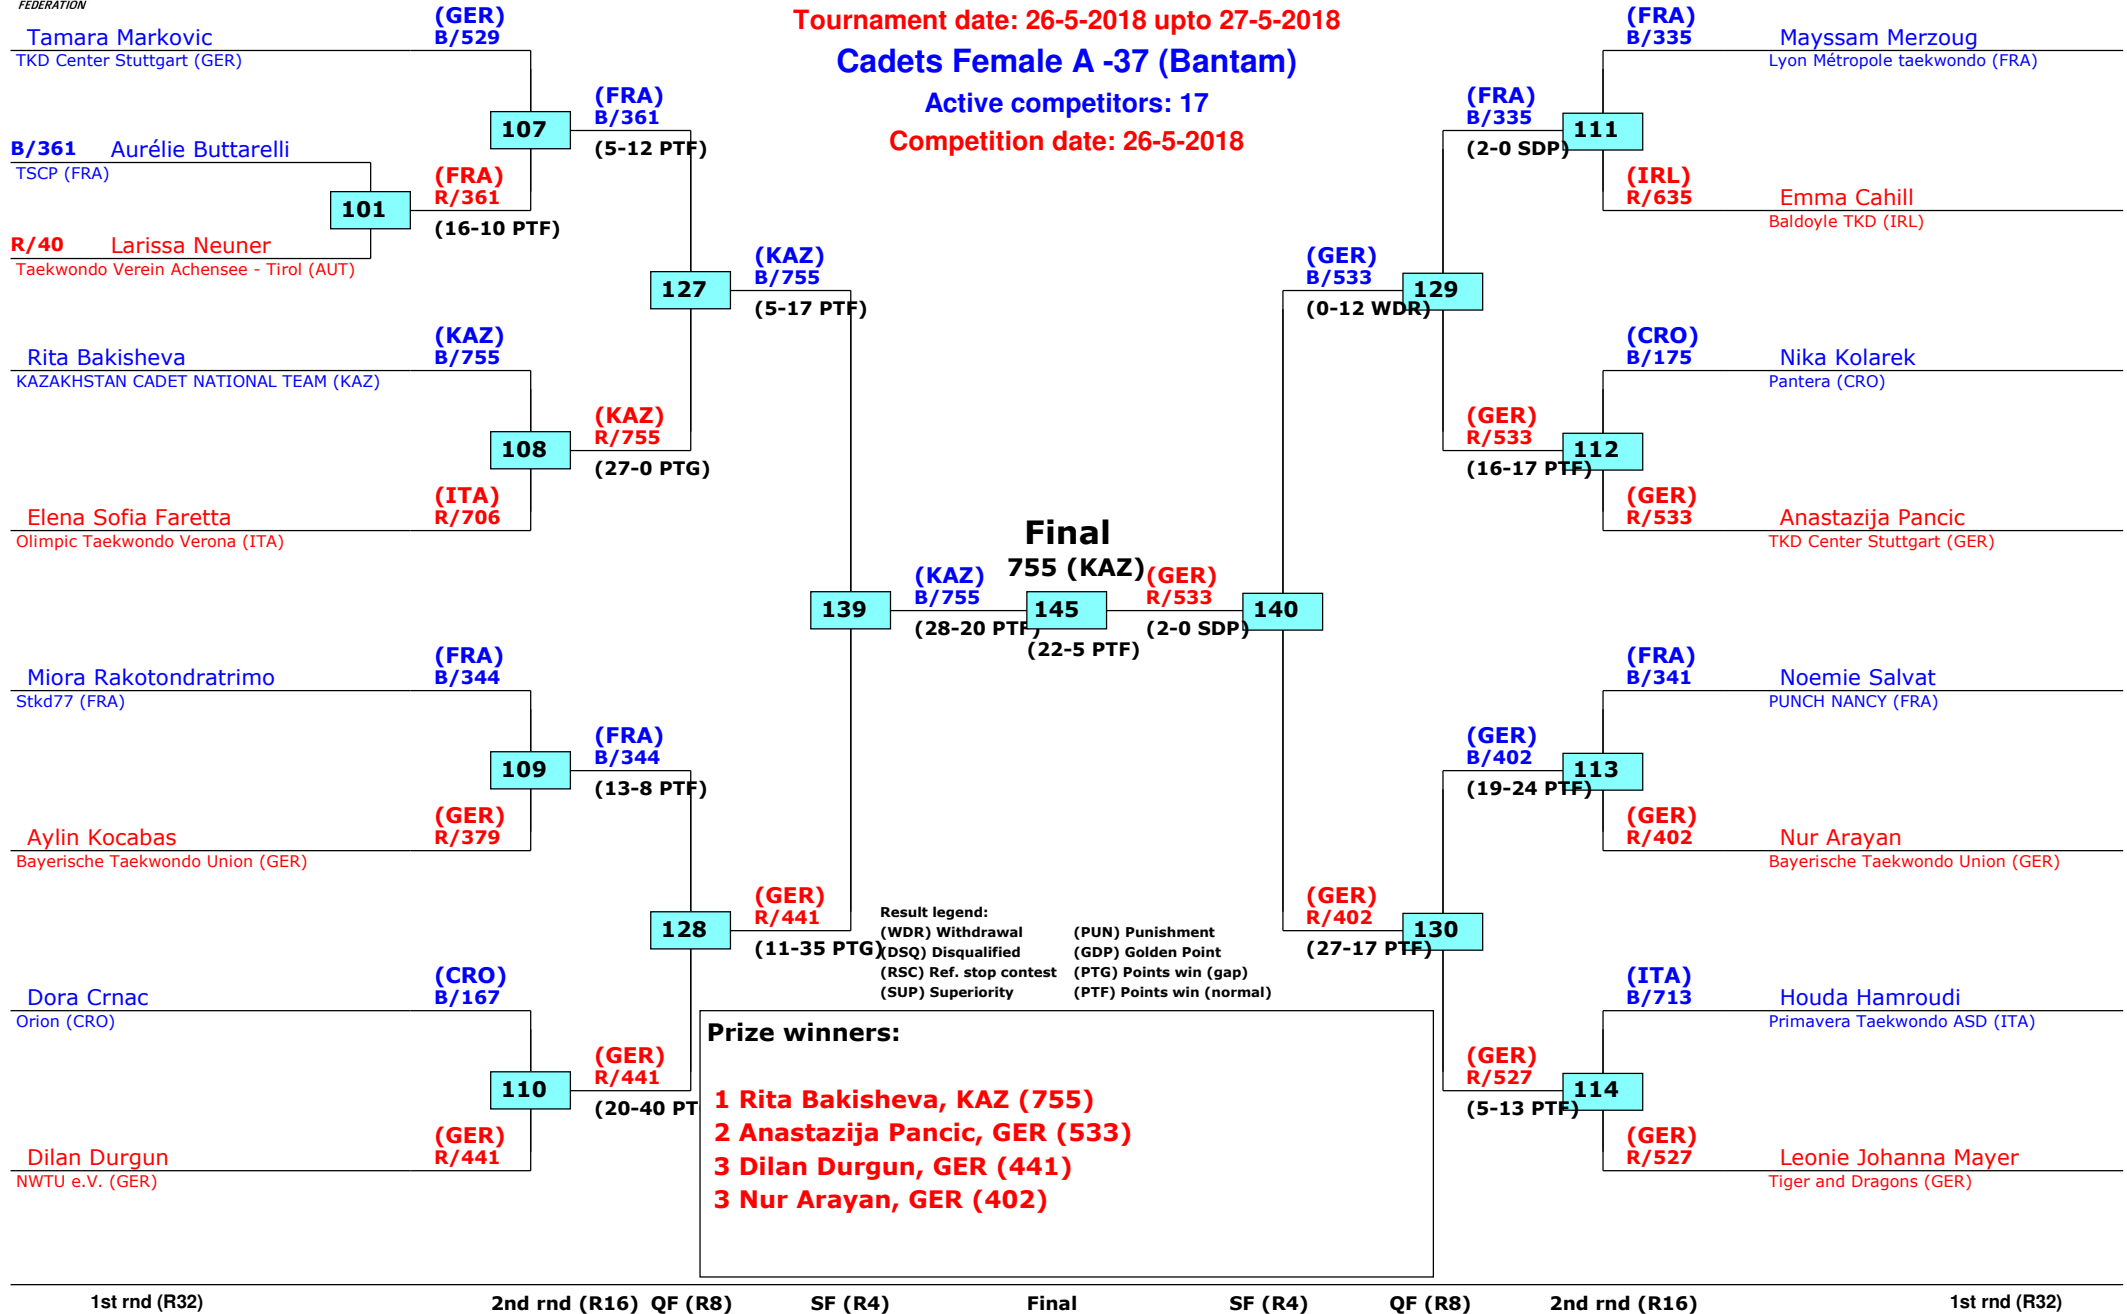 FEDERATION
Tournament date: 26-5-2018 upto 27-5-2018
Cadets Female A -37 (Bantam)
Active competitors: 17
Competition date: 26-5-2018
Tamara Markovic
TKD Center Stuttgart (GER)
(GER)
B/529
B/361 Aurélie Buttarelli
TSCP (FRA)
R/40 Larissa Neuner
Taekwondo Verein Achensee - Tirol (AUT)
101
(FRA)
R/361
(16-10 PTF)
107
(FRA)
B/361
(5-12 PTF)
Rita Bakisheva
KAZAKHSTAN CADET NATIONAL TEAM (KAZ)
(KAZ)
B/755
Elena Sofia Faretta
Olimpic Taekwondo Verona (ITA)
(ITA)
R/706
108
(KAZ)
R/755
(27-0 PTG)
127
(KAZ)
B/755
(5-17 PTF)
Miora Rakotondratrimo
Stkd77 (FRA)
(FRA)
B/344
Aylin Kocabas
Bayerische Taekwondo Union (GER)
(GER)
R/379
109
(FRA)
B/344
(13-8 PTF)
Dora Crnac
Orion (CRO)
(CRO)
B/167
Dilan Durgun
NWTU e.V. (GER)
(GER)
R/441
110
(GER)
R/441
(20-40 PT
128
(GER)
R/441
(11-35 PTG)
139
(KAZ)
B/755
(28-20 PTF)
Final
755 (KAZ)
145
(22-5 PTF)
(GER)
R/533
(2-0 SDP)
140
(GER)
B/533
(0-12 WDR)
129
(FRA)
B/335
(2-0 SDP)
111
(FRA)
B/335
Mayssam Merzoug
Lyon Métropole taekwondo (FRA)
(IRL)
R/635
Emma Cahill
Baldoyle TKD (IRL)
(GER)
R/533
(16-17 PTF)
112
(CRO)
B/175
Nika Kolarek
Pantera (CRO)
(GER)
R/533
Anastazija Pancic
TKD Center Stuttgart (GER)
(GER)
R/402
(27-17 PTF)
130
(GER)
B/402
(19-24 PTF)
113
(FRA)
B/341
Noemie Salvat
PUNCH NANCY (FRA)
(GER)
R/402
Nur Arayan
Bayerische Taekwondo Union (GER)
(GER)
R/527
(5-13 PTF)
114
(ITA)
B/713
Houda Hamroudi
Primavera Taekwondo ASD (ITA)
(GER)
R/527
Leonie Johanna Mayer
Tiger and Dragons (GER)
Result legend:
(WDR) Withdrawal (PUN) Punishment
(DSQ) Disqualified (GDP) Golden Point
(RSC) Ref. stop contest (PTG) Points win (gap)
(SUP) Superiority (PTF) Points win (normal)
Prize winners:
1 Rita Bakisheva, KAZ (755)
2 Anastazija Pancic, GER (533)
3 Dilan Durgun, GER (441)
3 Nur Arayan, GER (402)
1st rnd (R32) 2nd rnd (R16) QF (R8) SF (R4) Final SF (R4) QF (R8) 2nd rnd (R16) 1st rnd (R32)